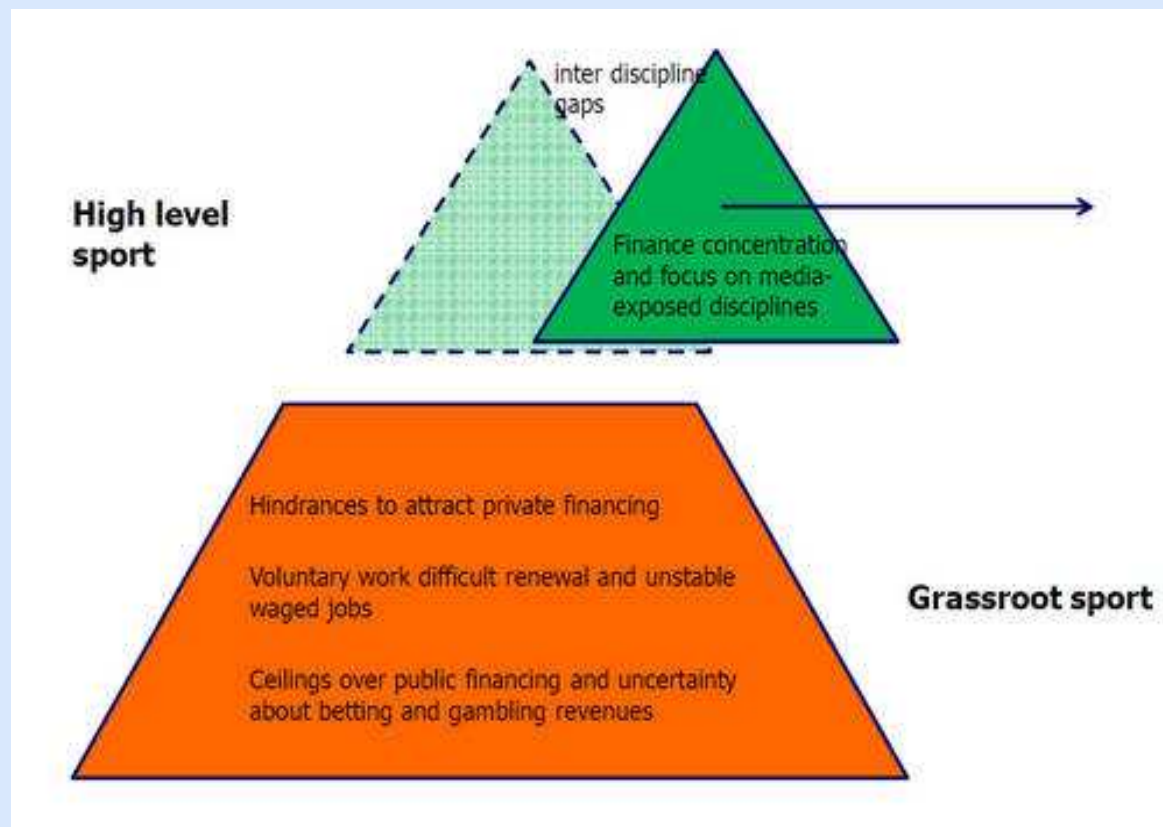 inter discipline
gaps
High level
sport
Finance concentration
and focus on media-
exposed disciplines
Hindrances to attract private financing
Voluntary work difficult renewal and unstable
waged jobs
Grassroot sport
Ceilings over public financing and uncertainty
about betting and gambling revenues